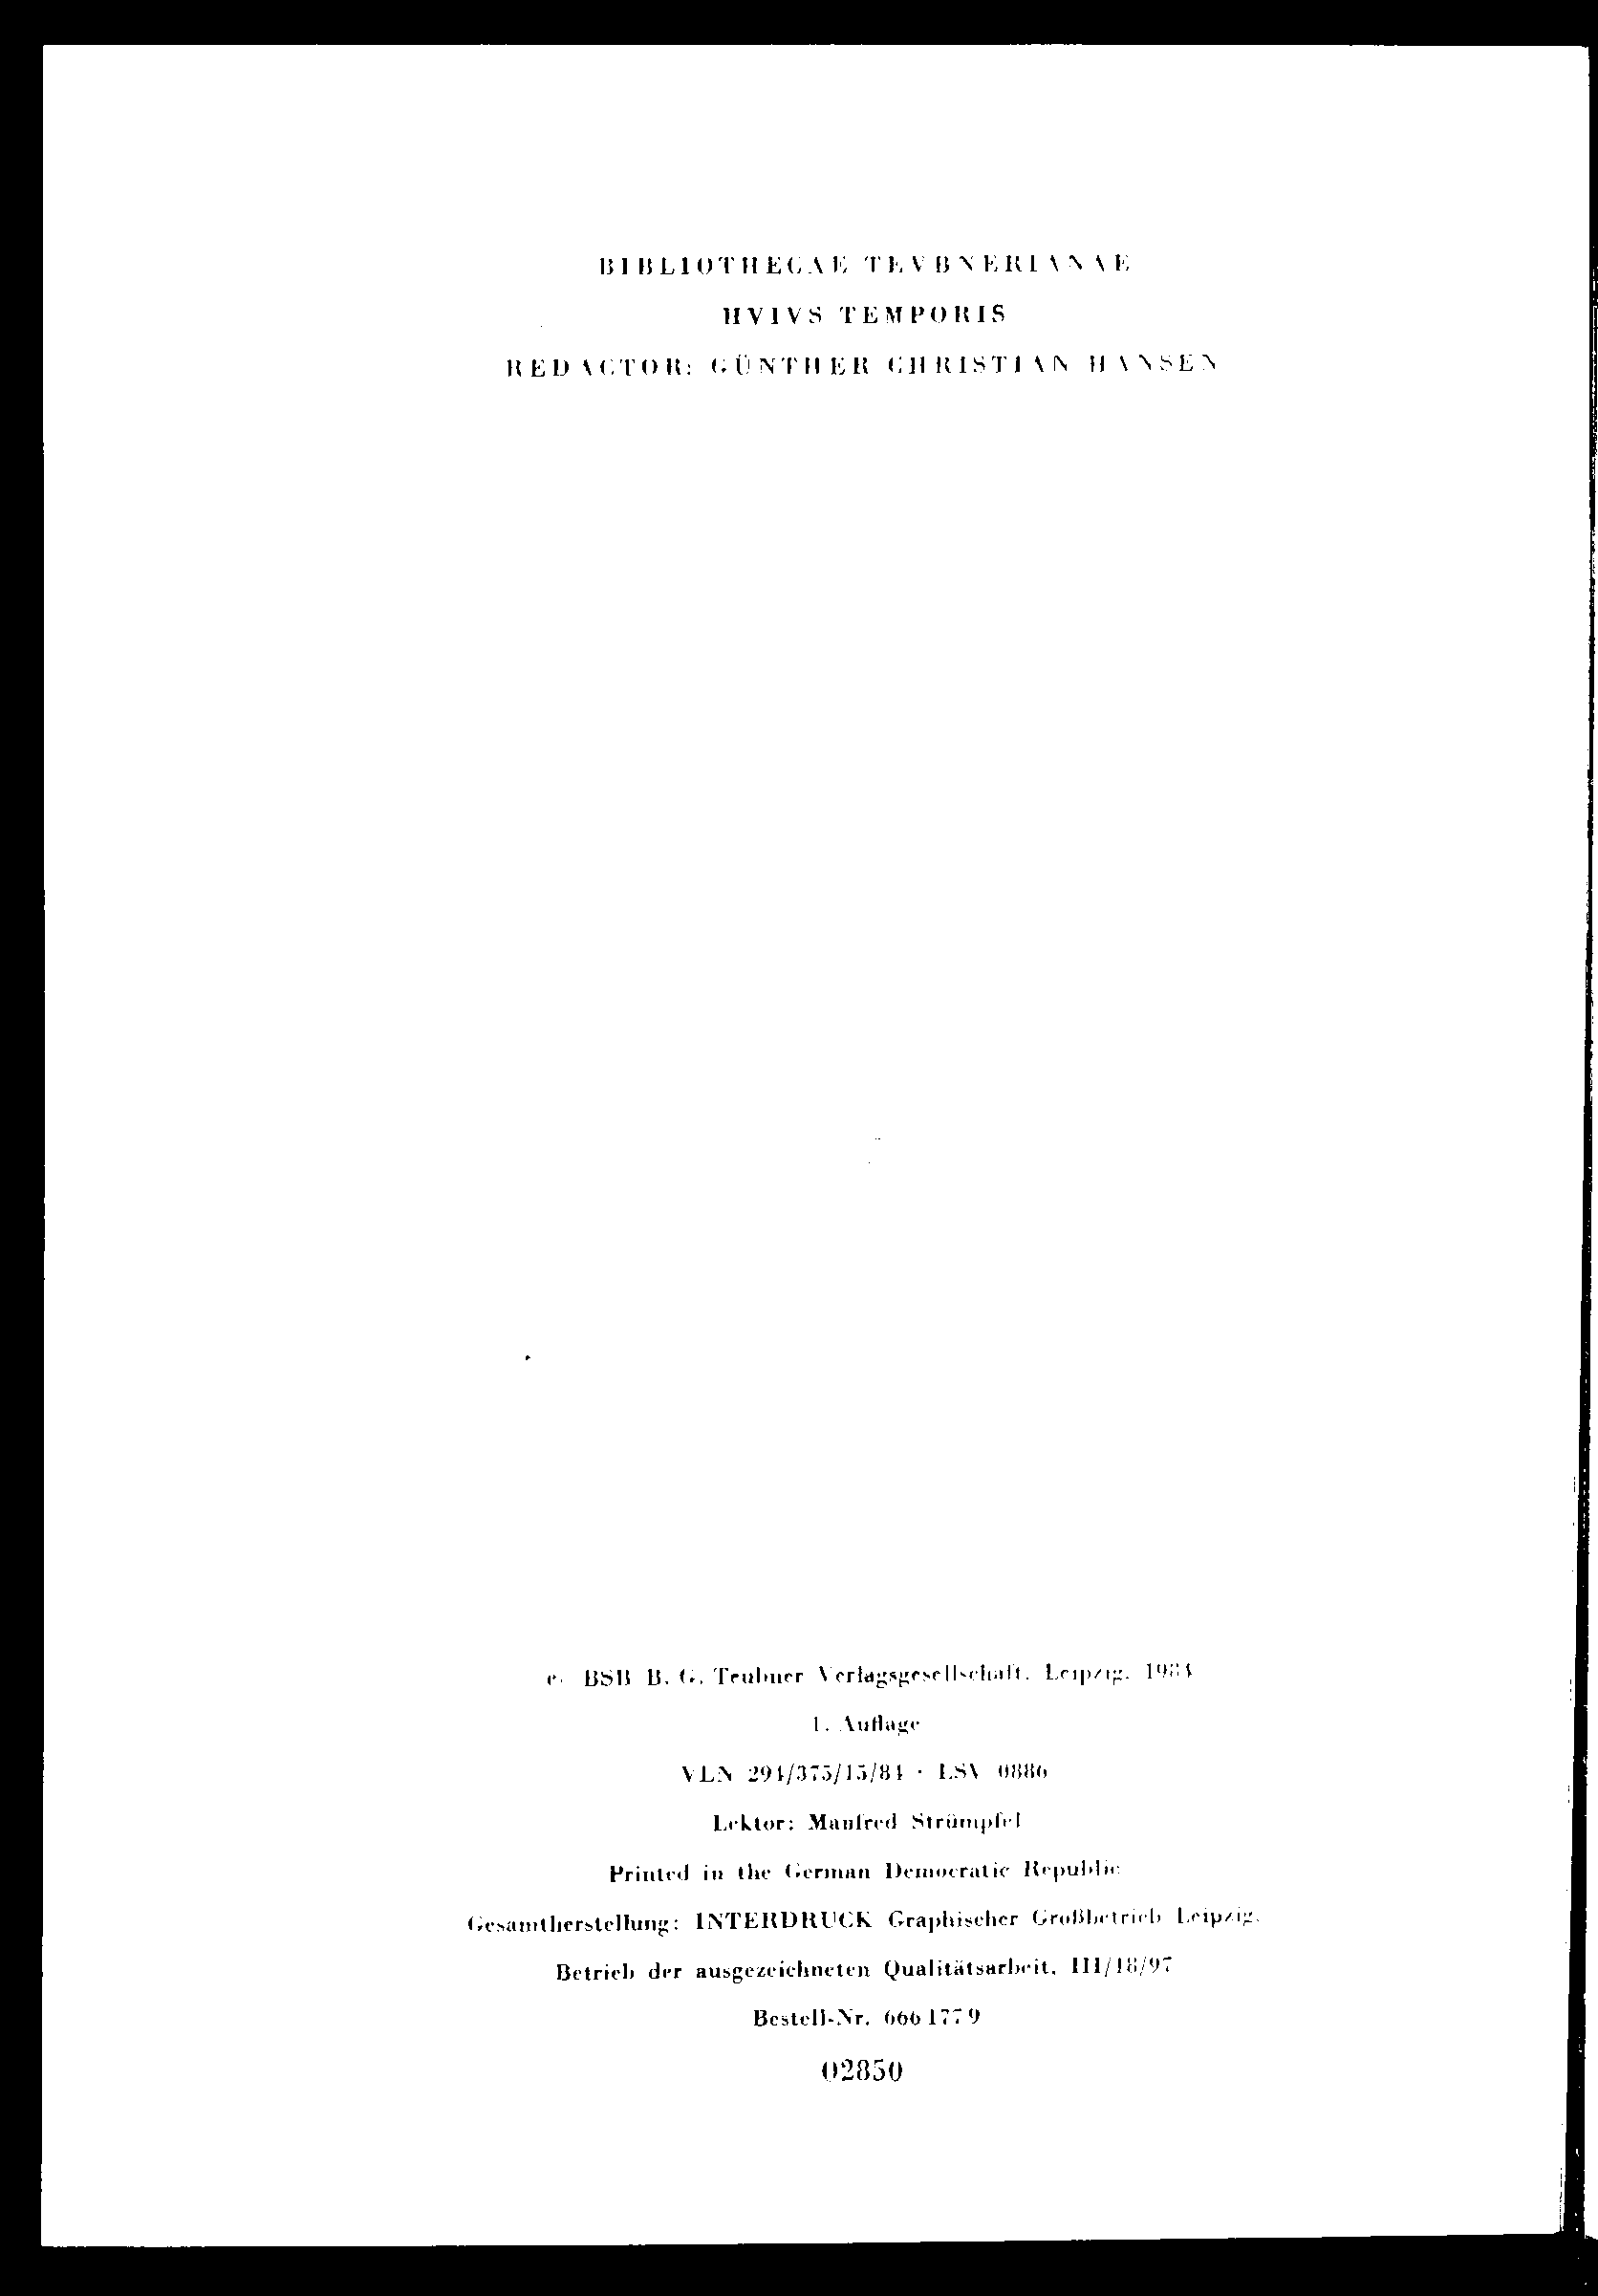 BIBLIOTHECAE TEVBNERIANAE
HVIVS TEMPORIS
REDACTOR: GÜNTHER CHRISTIAN HANSEN
© BSB B. G. Teubner Verlagsgesellschaft, Leipzig, 1984
1. Auflage
VLN 294/375/15/84 · LSV 0886
Lektor: Manfred Strümpfel
Printed in the German Democratic Republic
Gesamtherstellung: INTERDRUCK Graphischer Großbetrieb Leipzig,
Betrieb der ausgezeichneten Qualitätsarbeit, III/18/97
Bestell-Nr. 666 177 9
02850